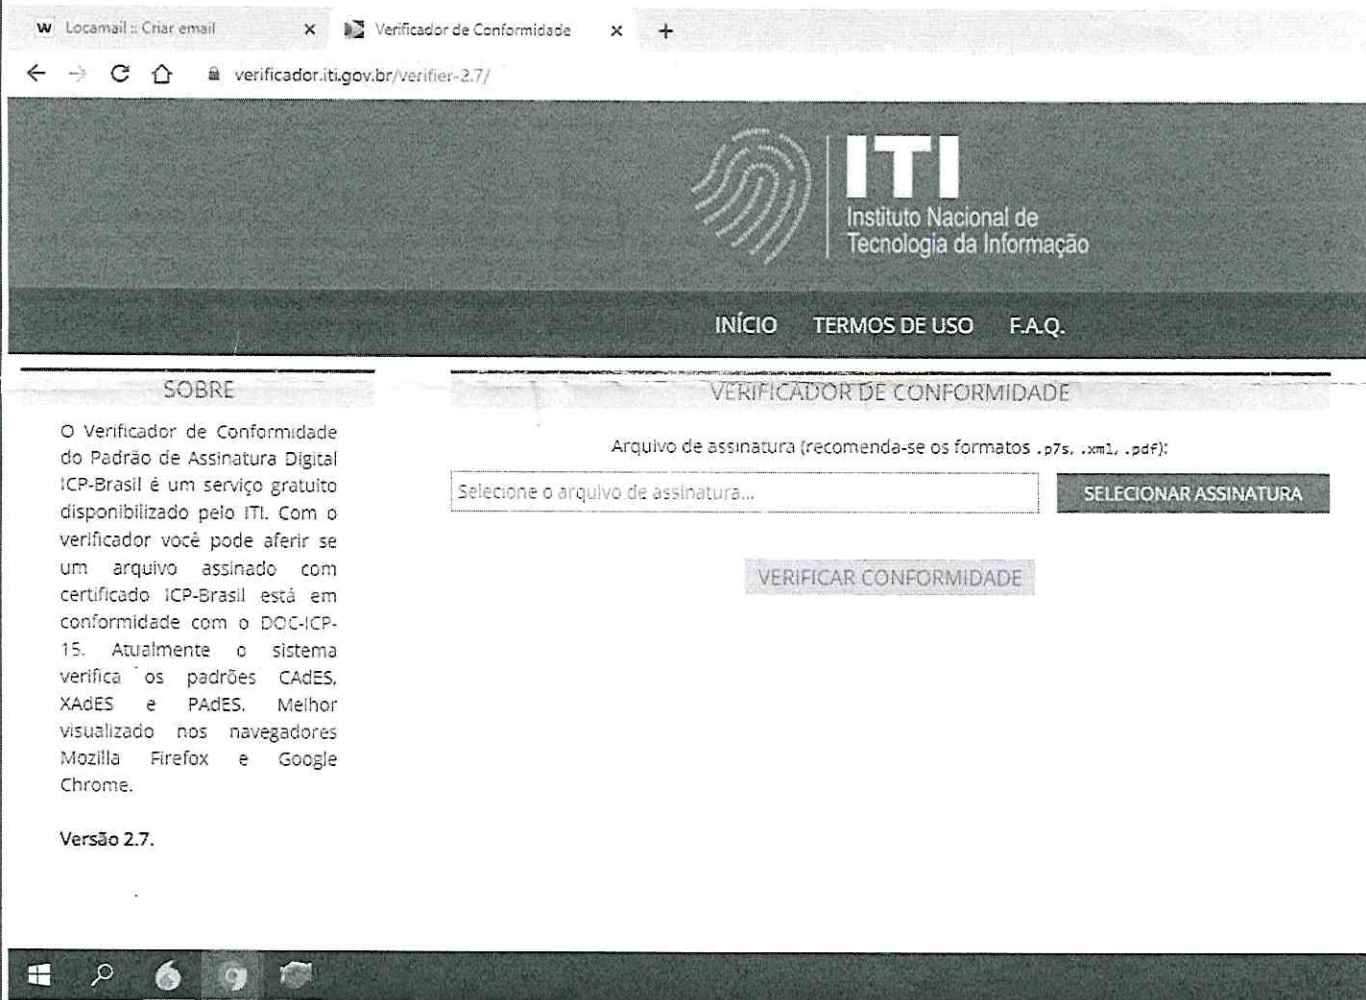 W Locamail :: Criar email
Verificador de Conformidade
verificador.iti.gov.br/verifier-2.7/
ITI
Instituto Nacional de
Tecnologia da Informação
INÍCIO TERMOS DE USO F.A.Q.
SOBRE
O Verificador de Conformidade
do Padrão de Assinatura Digital
ICP-Brasil é um serviço gratuito
disponibilizado pelo ITI. Com o
verificador você pode aferir se
um arquivo assinado com
certificado ICP-Brasil está em
conformidade com o DOC-ICP-
15. Atualmente o sistema
verifica os padrões CAdES,
XAdES e PAdES. Melhor
visualizado nos navegadores
Mozilla Firefox e Google
Chrome.
Versão 2.7.
VERIFICADOR DE CONFORMIDADE
Arquivo de assinatura (recomenda-se os formatos .p7s, .xml, .pdf):
Selecione o arquivo de assinatura...
SELECIONAR ASSINATURA
VERIFICAR CONFORMIDADE